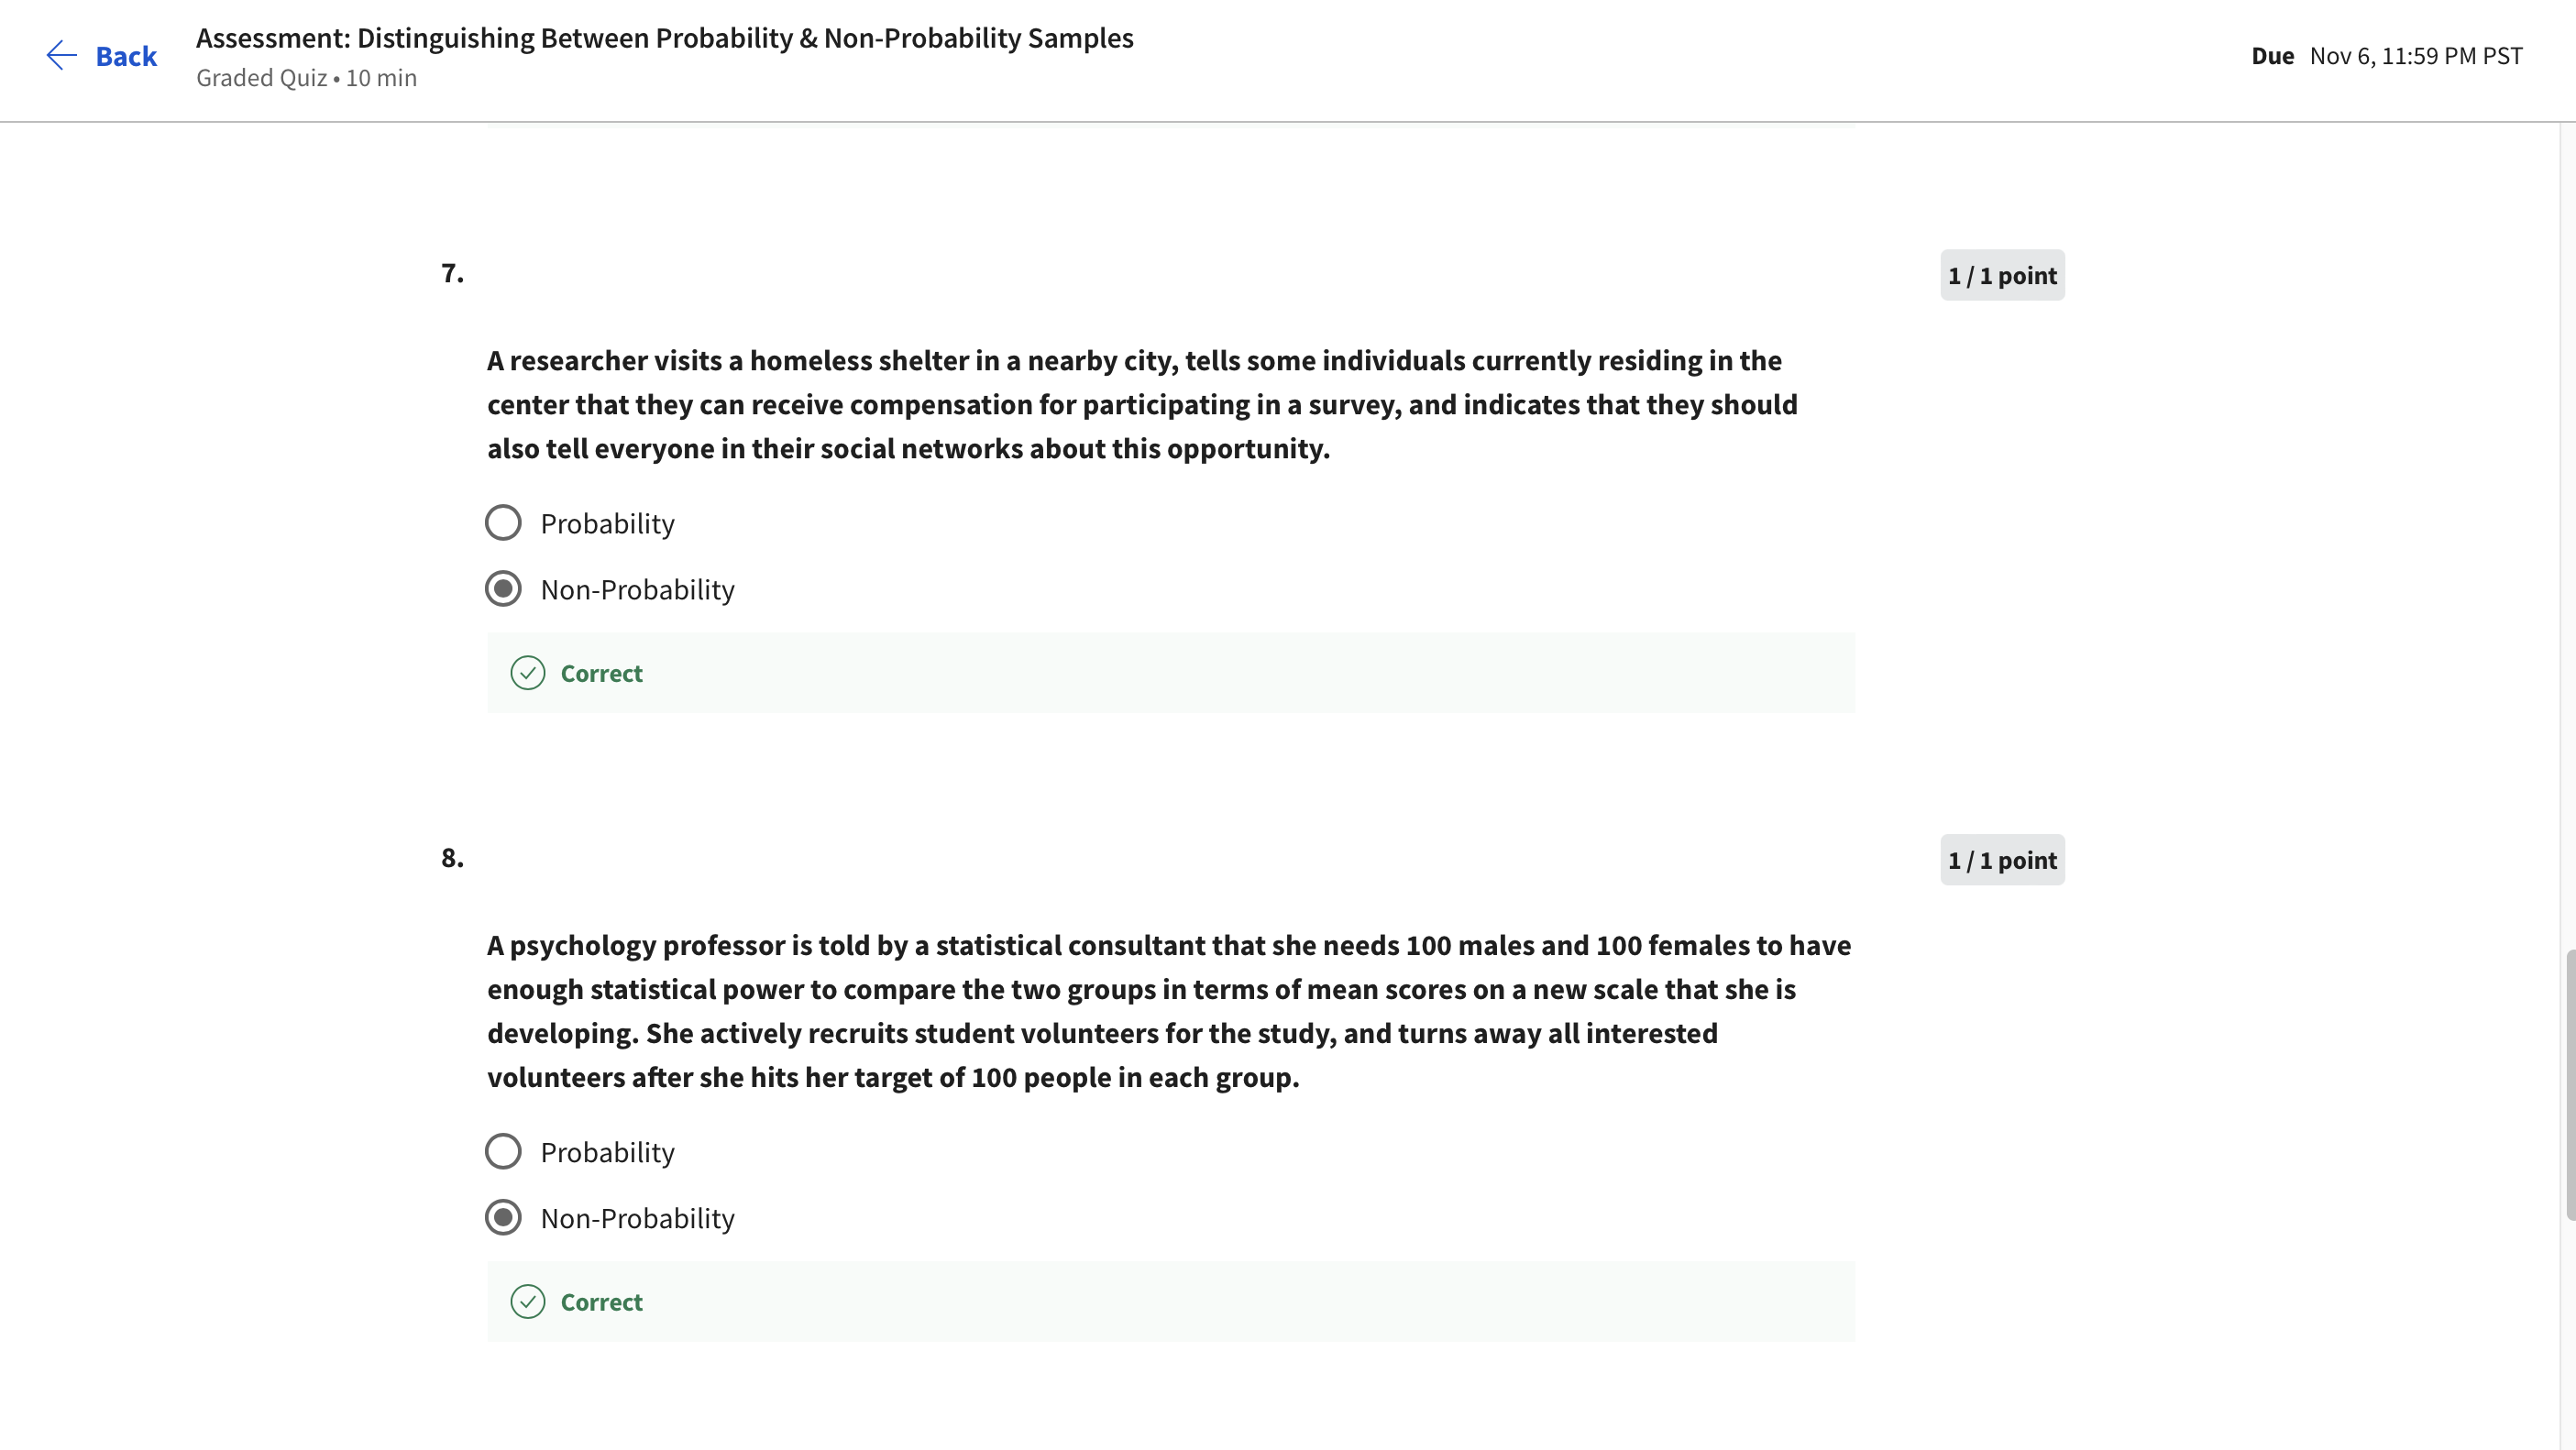 Back
Assessment: Distinguishing Between Probability & Non-Probability Samples
Graded Quiz • 10 min
Due Nov 6, 11:59 PM PST
7.
1 / 1 point
A researcher visits a homeless shelter in a nearby city, tells some individuals currently residing in the
center that they can receive compensation for participating in a survey, and indicates that they should
also tell everyone in their social networks about this opportunity.
Probability
Non-Probability
Correct
8.
1 / 1 point
A psychology professor is told by a statistical consultant that she needs 100 males and 100 females to have
enough statistical power to compare the two groups in terms of mean scores on a new scale that she is
developing. She actively recruits student volunteers for the study, and turns away all interested
volunteers after she hits her target of 100 people in each group.
Probability
Non-Probability
Correct